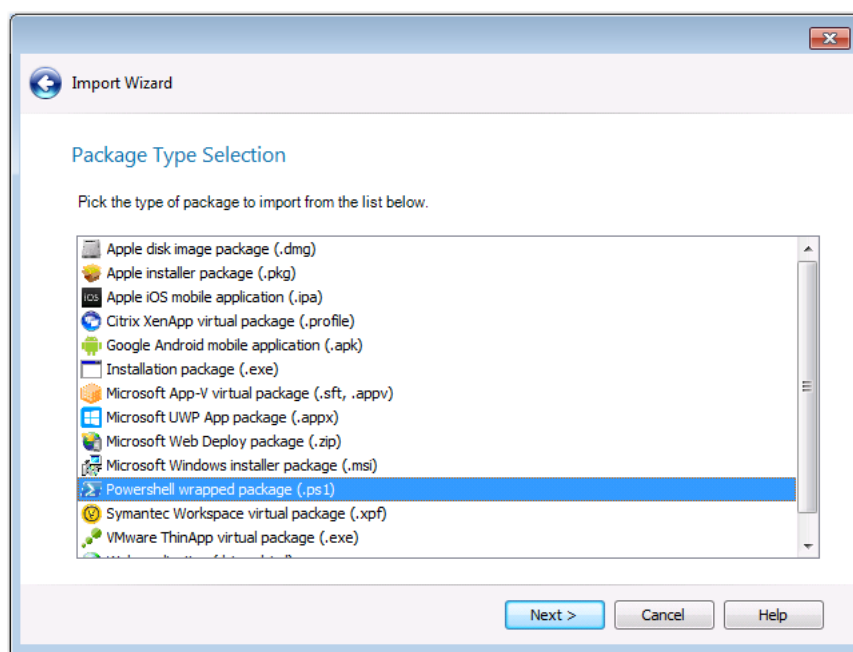 Import Wizard
Package Type Selection
Pick the type of package to import from the list below.
Apple disk image package (.dmg)
Apple installer package (.pkg)
iOS Apple iOS mobile application (.ipa)
Citrix XenApp virtual package (.profile)
Google Android mobile application (.apk)
Installation package (.exe)
Microsoft App-V virtual package (.sft, .appv)
Microsoft UWP App package (.appx)
Microsoft Web Deploy package (.zip)
Microsoft Windows installer package (.msi)
Powershell wrapped package (.ps1)
Symantec Workspace virtual package (.xpf)
VMware ThinApp virtual package (.exe)
Next > Cancel Help